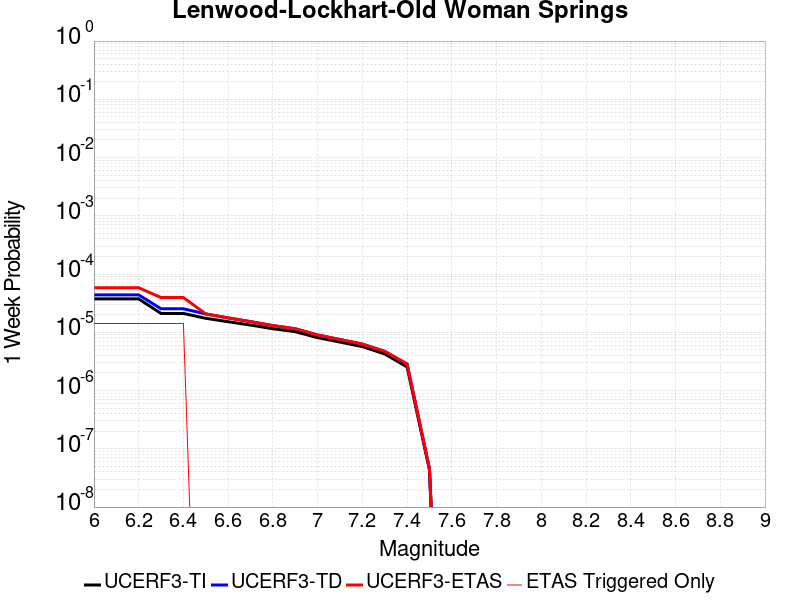 Lenwood-Lockhart-Old Woman Springs
10^0
10^-1
10^-2
10^-3
10^-4
10^-5
10^-6
10^-7
10^-8
1 Week Probability
6 6.2 6.4 6.6 6.8 7 7.2 7.4 7.6 7.8 8 8.2 8.4 8.6 8.8 9
Magnitude
UCERF3-TI UCERF3-TD UCERF3-ETAS ETAS Triggered Only